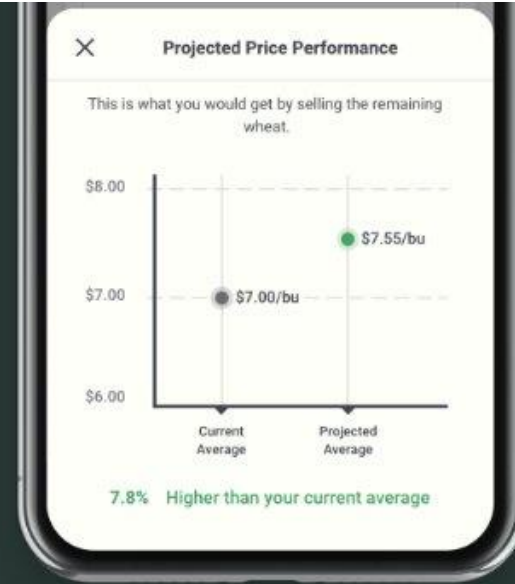 Projected Price Performance
This is what you would get by selling the remaining
wheat.
$8.00
$7.55/bu
$7.00
$7.00/bu
$6.00
Current
Average
Projected
Average
7.8% Higher than your current average